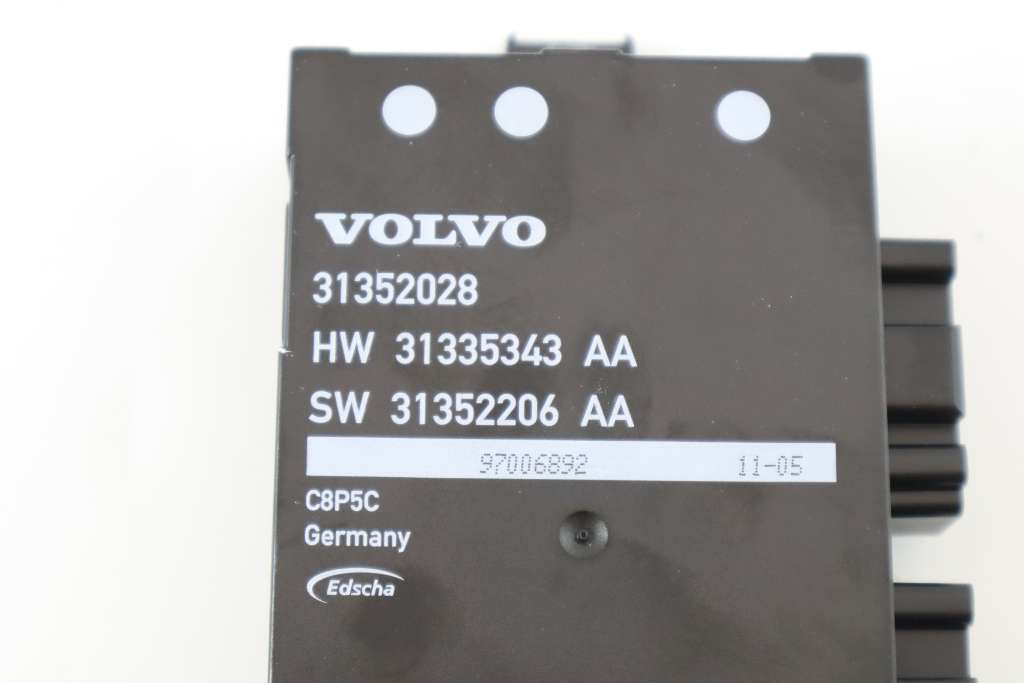 VOLVO
31352028
HW 31335343 AA
SW 31352206 AA
97006892 11-05
C8P5C
Germany
Edscha